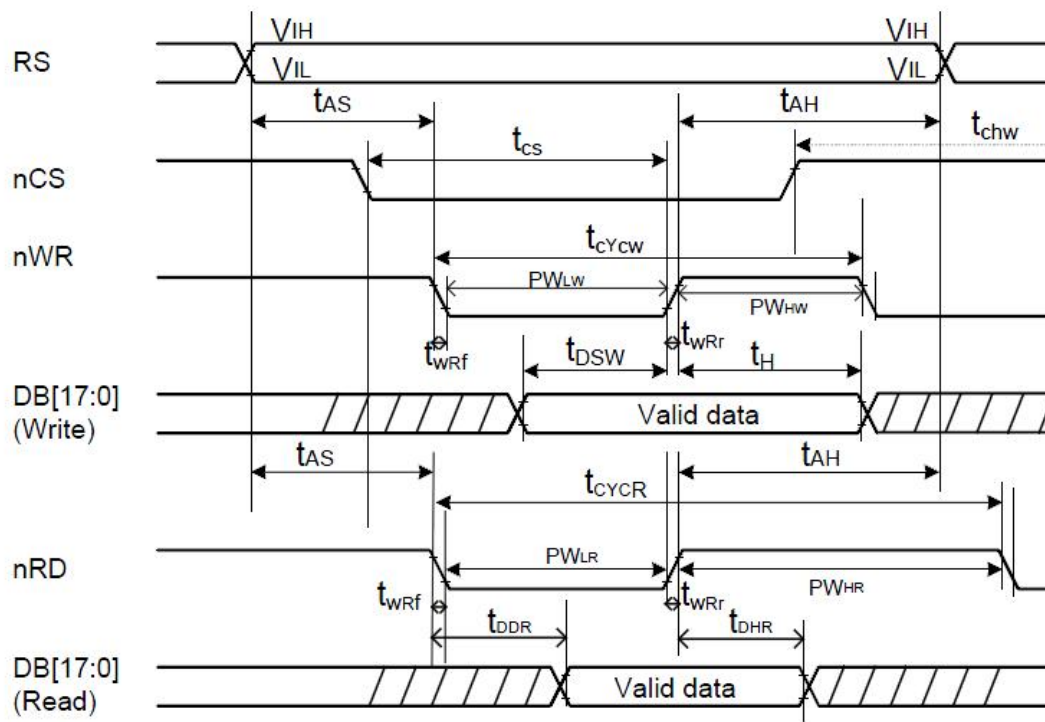 RS
VIH
VIH
VIL
VIL
tAS
tAH
nCS
tcs
tchw
nWR
tcYcw
PWLW
PWHW
twRf
tDSW
twRr
tH
DB[17:0]
(Write)
Valid data
tAS
tAH
tCYCR
nRD
PWLR
PWHR
twRf
twRr
tDDR
tDHR
DB[17:0]
(Read)
Valid data